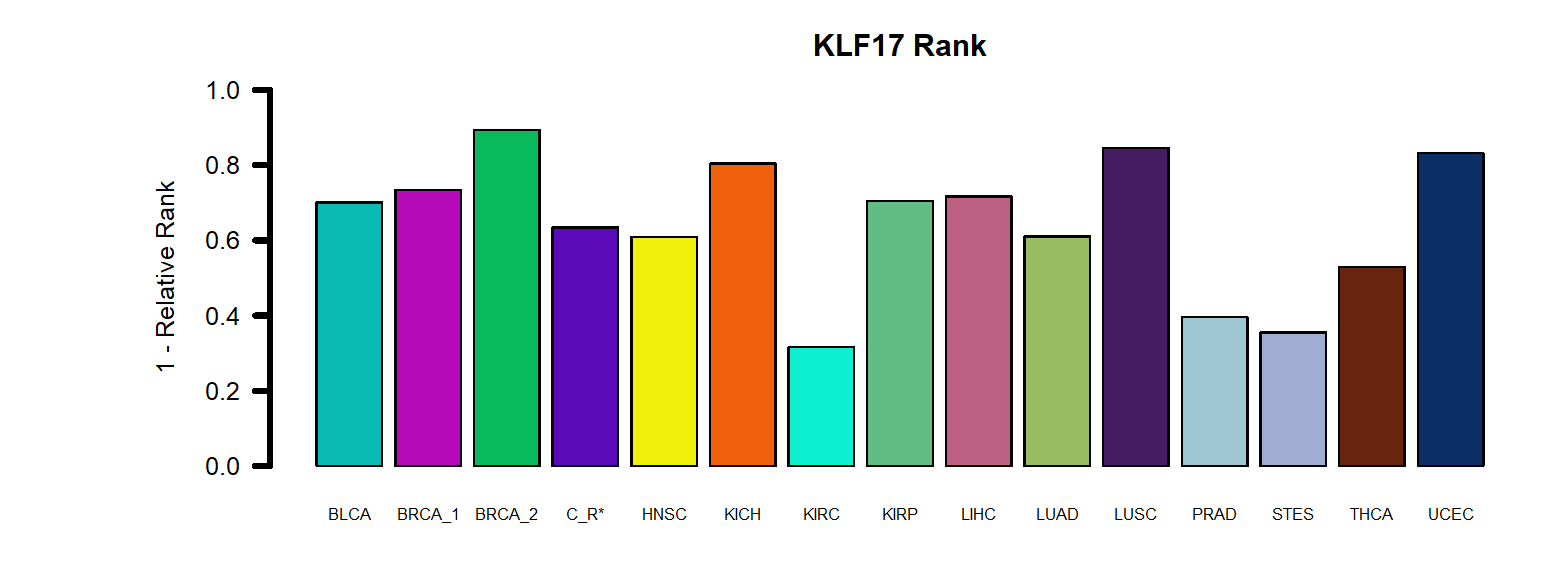 KLF17 Rank
1 - Relative Rank
1.0
0.8
0.6
0.4
0.2
0.0
BLCA BRCA_1 BRCA_2 C_R* HNSC KICH KIRC KIRP LIHC LUAD LUSC PRAD STES THCA UCEC